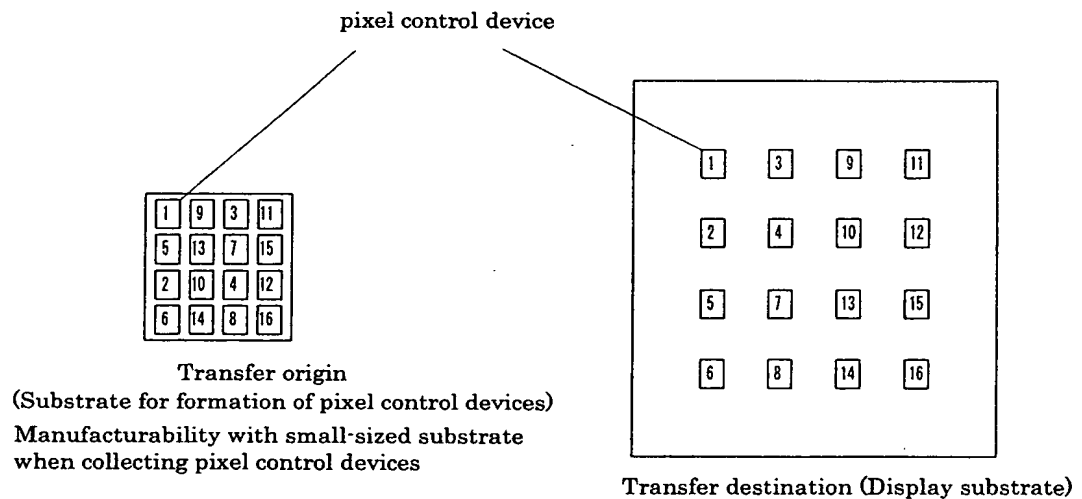 pixel control device
1 9 3 11
5 13 7 15
2 10 4 12
6 14 8 16
Transfer origin
(Substrate for formation of pixel control devices)
Manufacturability with small-sized substrate
when collecting pixel control devices
1 3 9 11
2 4 10 12
5 7 13 15
6 8 14 16
Transfer destination (Display substrate)